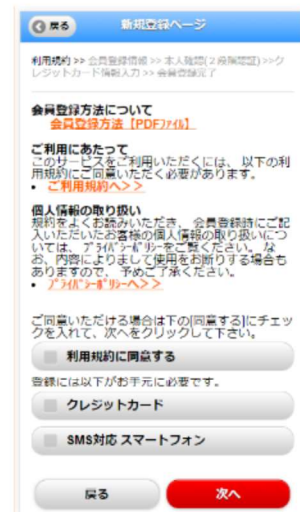 戻る 新規登録ページ
利用規約 >> 会員登録情報 >> 本人確認(２段階認証) >>ク
レジットカード情報入力 >> 会員登録完了
会員登録方法について
会員登録方法【PDFﾌｧｲﾙ】
ご利用にあたって
このサービスをご利用いただくには、以下の利
用規約にご同意いただく必要があります。
• ご利用規約へ>>
個人情報の取り扱い
規約をよくお読みいただき、会員登録時にご記
入いただいたお客様の個人情報の取り扱いにつ
いては、ﾌﾟﾗｲﾊﾞｼｰﾎﾟﾘｼｰをご覧ください。な
お、内容によりまして使用をお断りする場合も
ありますので、予めご了承ください。
• ﾌﾟﾗｲﾊﾞｼｰﾎﾟﾘｼｰへ>>
ご同意いただける場合は下の[同意する]にチェッ
クを入れて、次へをクリックして下さい。
利用規約に同意する
登録には以下がお手元に必要です。
クレジットカード
SMS対応 スマートフォン
戻る 次へ